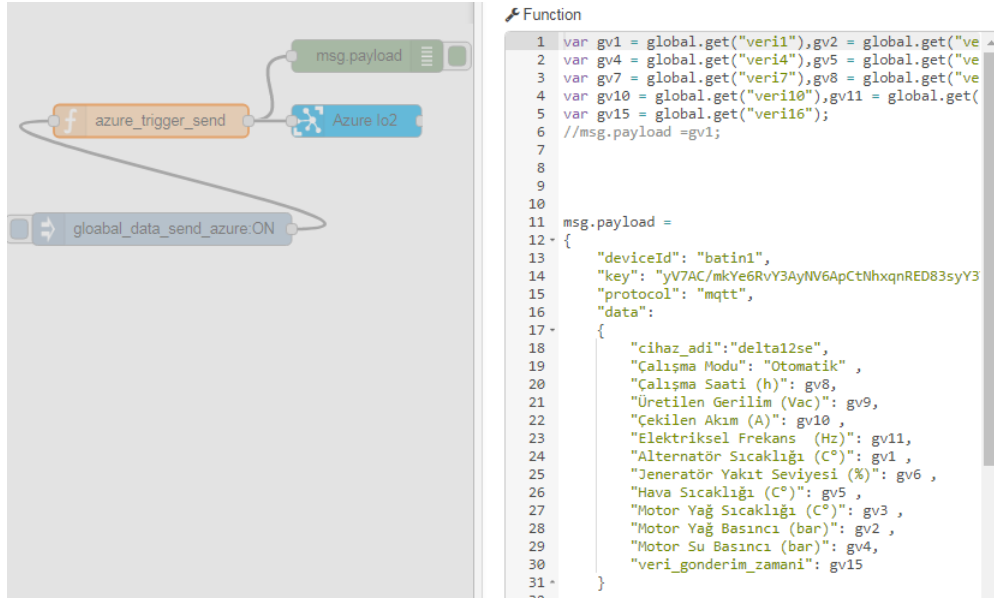 msg.payload
azure_trigger_send
Azure Io2
gloabal_data_send_azure:ON
Function
1 var gv1 = global.get("veri1"),gv2 = global.get("ve
2 var gv4 = global.get("veri4"),gv5 = global.get("ve
3 var gv7 = global.get("veri7"),gv8 = global.get("ve
4 var gv10 = global.get("veri10"),gv11 = global.get(
5 var gv15 = global.get("veri16");
6 //msg.payload =gv1;
7
8
9
10
11 msg.payload =
12 {
13 "deviceId": "batin1",
14 "key": "yV7AC/mkYe6RvY3AyNV6ApCtNhxqnRED83syY3
15 "protocol": "mqtt",
16 "data":
17 {
18 "cihaz_adi":"delta12se",
19 "Çalışma Modu": "Otomatik" ,
20 "Çalışma Saati (h)": gv8,
21 "Üretilen Gerilim (Vac)": gv9,
22 "Çekilen Akım (A)": gv10 ,
23 "Elektriksel Frekans  (Hz)": gv11,
24 "Alternatör Sıcaklığı (C°)": gv1 ,
25 "Jeneratör Yakıt Seviyesi (%)": gv6 ,
26 "Hava Sıcaklığı (C°)": gv5 ,
27 "Motor Yağ Sıcaklığı (C°)": gv3 ,
28 "Motor Yağ Basıncı (bar)": gv2 ,
29 "Motor Su Basıncı (bar)": gv4,
30 "veri_gonderim_zamani": gv15
31 }